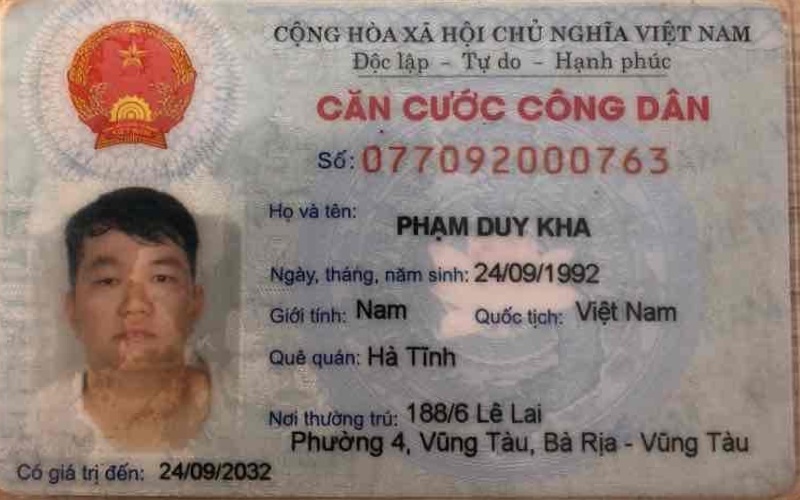 CỘNG HÒA XÃ HỘI CHỦ NGHĨA VIỆT NAM
Độc lập - Tự do - Hạnh phúc
CĂN CƯỚC CÔNG DÂN
Số: 077092000763
Họ và tên: PHẠM DUY KHA
Ngày, tháng, năm sinh: 24/09/1992
Giới tính: Nam Quốc tịch: Việt Nam
Quê quán: Hà Tĩnh
Nơi thường trú: 188/6 Lê Lai
Phường 4, Vũng Tàu, Bà Rịa - Vũng Tàu
Có giá trị đến: 24/09/2032